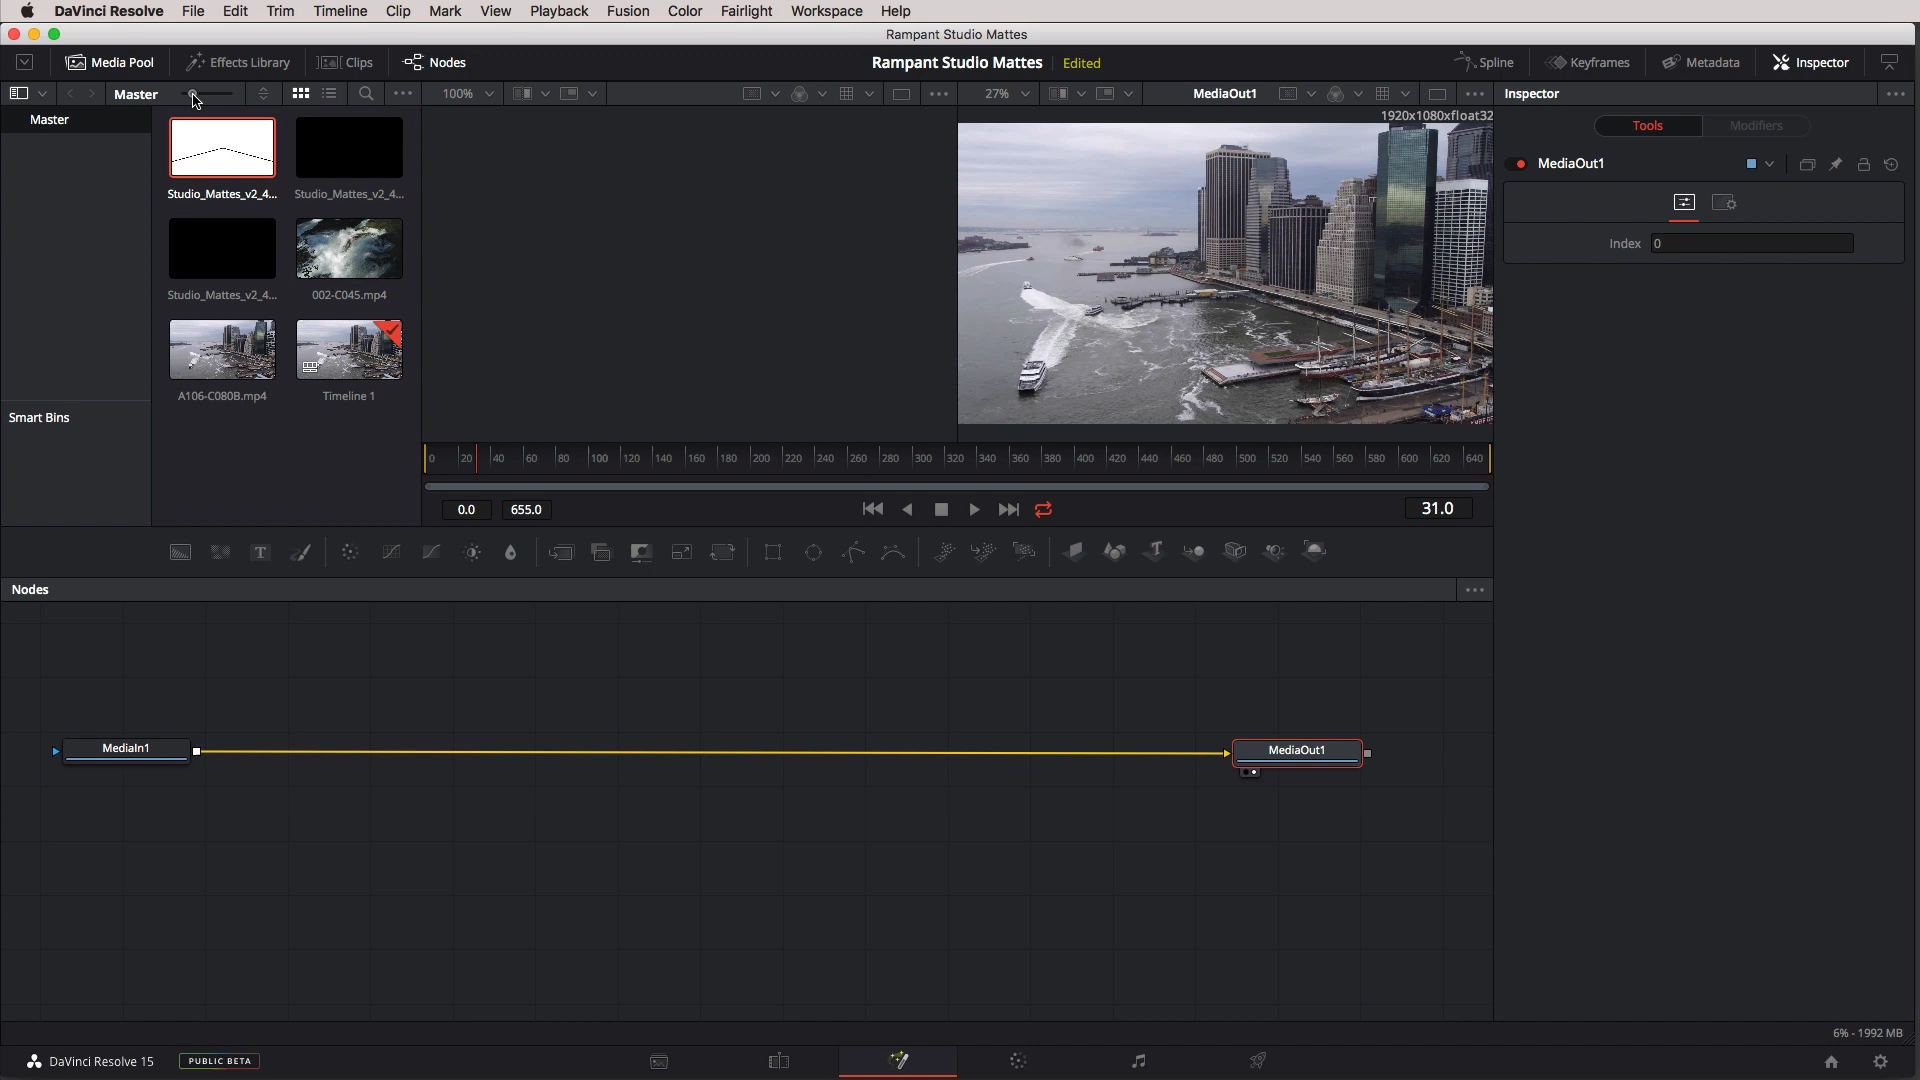 DaVinci Resolve File Edit Trim Timeline Clip Mark View Playback Fusion Color Fairlight Workspace Help
Rampant Studio Mattes
Media Pool Effects Library Clips Nodes Rampant Studio Mattes Edited Spline Keyframes Metadata Inspector
Master 100% 27% MediaOut1 Inspector
Master
1920x1080xfloat32
Tools Modifiers
MediaOut1
Studio_Mattes_v2_4... Studio_Mattes_v2_4...
Index 0
Studio_Mattes_v2_4... 002-C045.mp4
A106-C080B.mp4 Timeline 1
Smart Bins
0 20 40 60 80 100 120 140 160 180 200 220 240 260 280 300 320 340 360 380 400 420 440 460 480 500 520 540 560 580 600 620 640
0.0 655.0 31.0
T T
Nodes
MediaIn1 MediaOut1
6% - 1992 MB
DaVinci Resolve 15 PUBLIC BETA